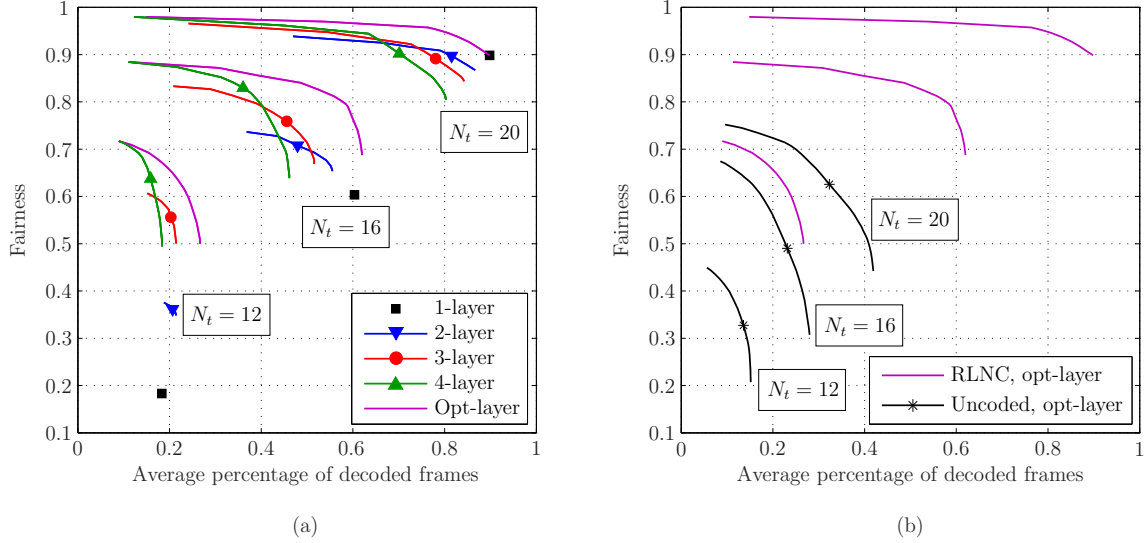 1
0.9
0.8
0.7
0.6
0.5
0.4
0.3
0.2
0.1
Fairness
0 0.2 0.4 0.6 0.8 1
Average percentage of decoded frames
N_t = 20
N_t = 16
N_t = 12
1-layer
2-layer
3-layer
4-layer
Opt-layer
(a)
1
0.9
0.8
0.7
0.6
0.5
0.4
0.3
0.2
0.1
Fairness
0 0.2 0.4 0.6 0.8 1
Average percentage of decoded frames
N_t = 20
N_t = 16
N_t = 12
RLNC, opt-layer
Uncoded, opt-layer
(b)